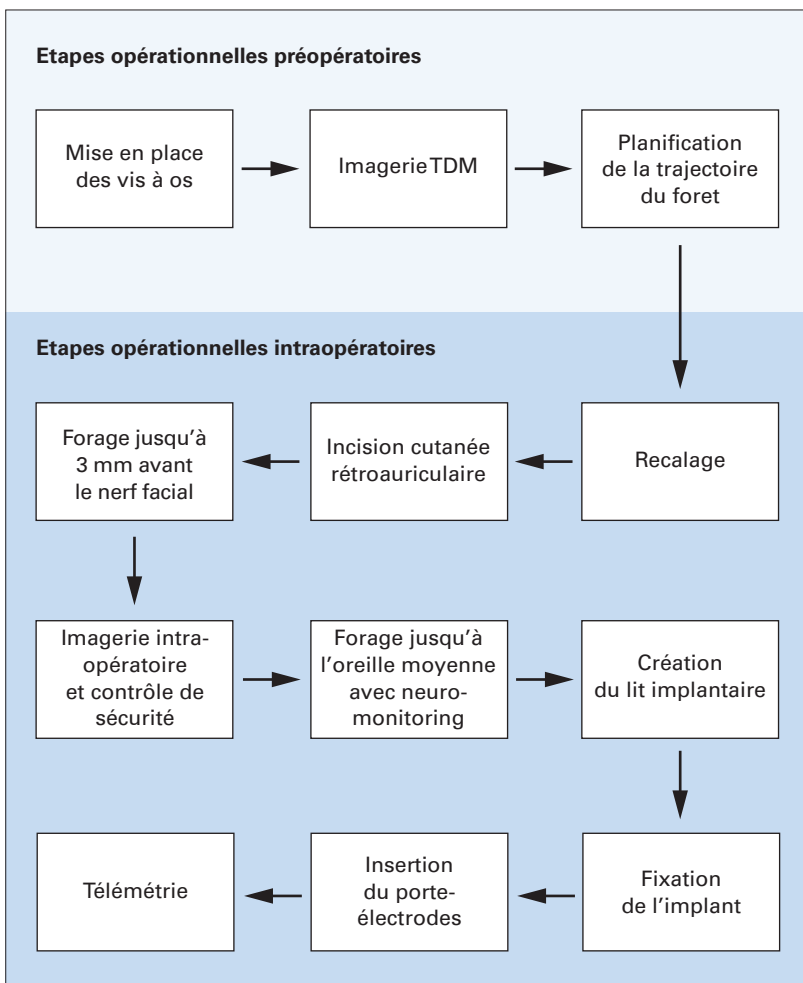 Etapes opérationnelles préopératoires
Mise en place
des vis à os
Imagerie TDM
Planification
de la trajectoire
du foret
Etapes opérationnelles intraopératoires
Recalage
Incision cutanée
rétroauriculaire
Forage jusqu’à
3 mm avant
le nerf facial
Imagerie intra-
opératoire
et contrôle de
sécurité
Forage jusqu’à
l’oreille moyenne
avec neuro-
monitoring
Création
du lit implantaire
Fixation
de l’implant
Insertion
du porte-
électrodes
Télémétrie